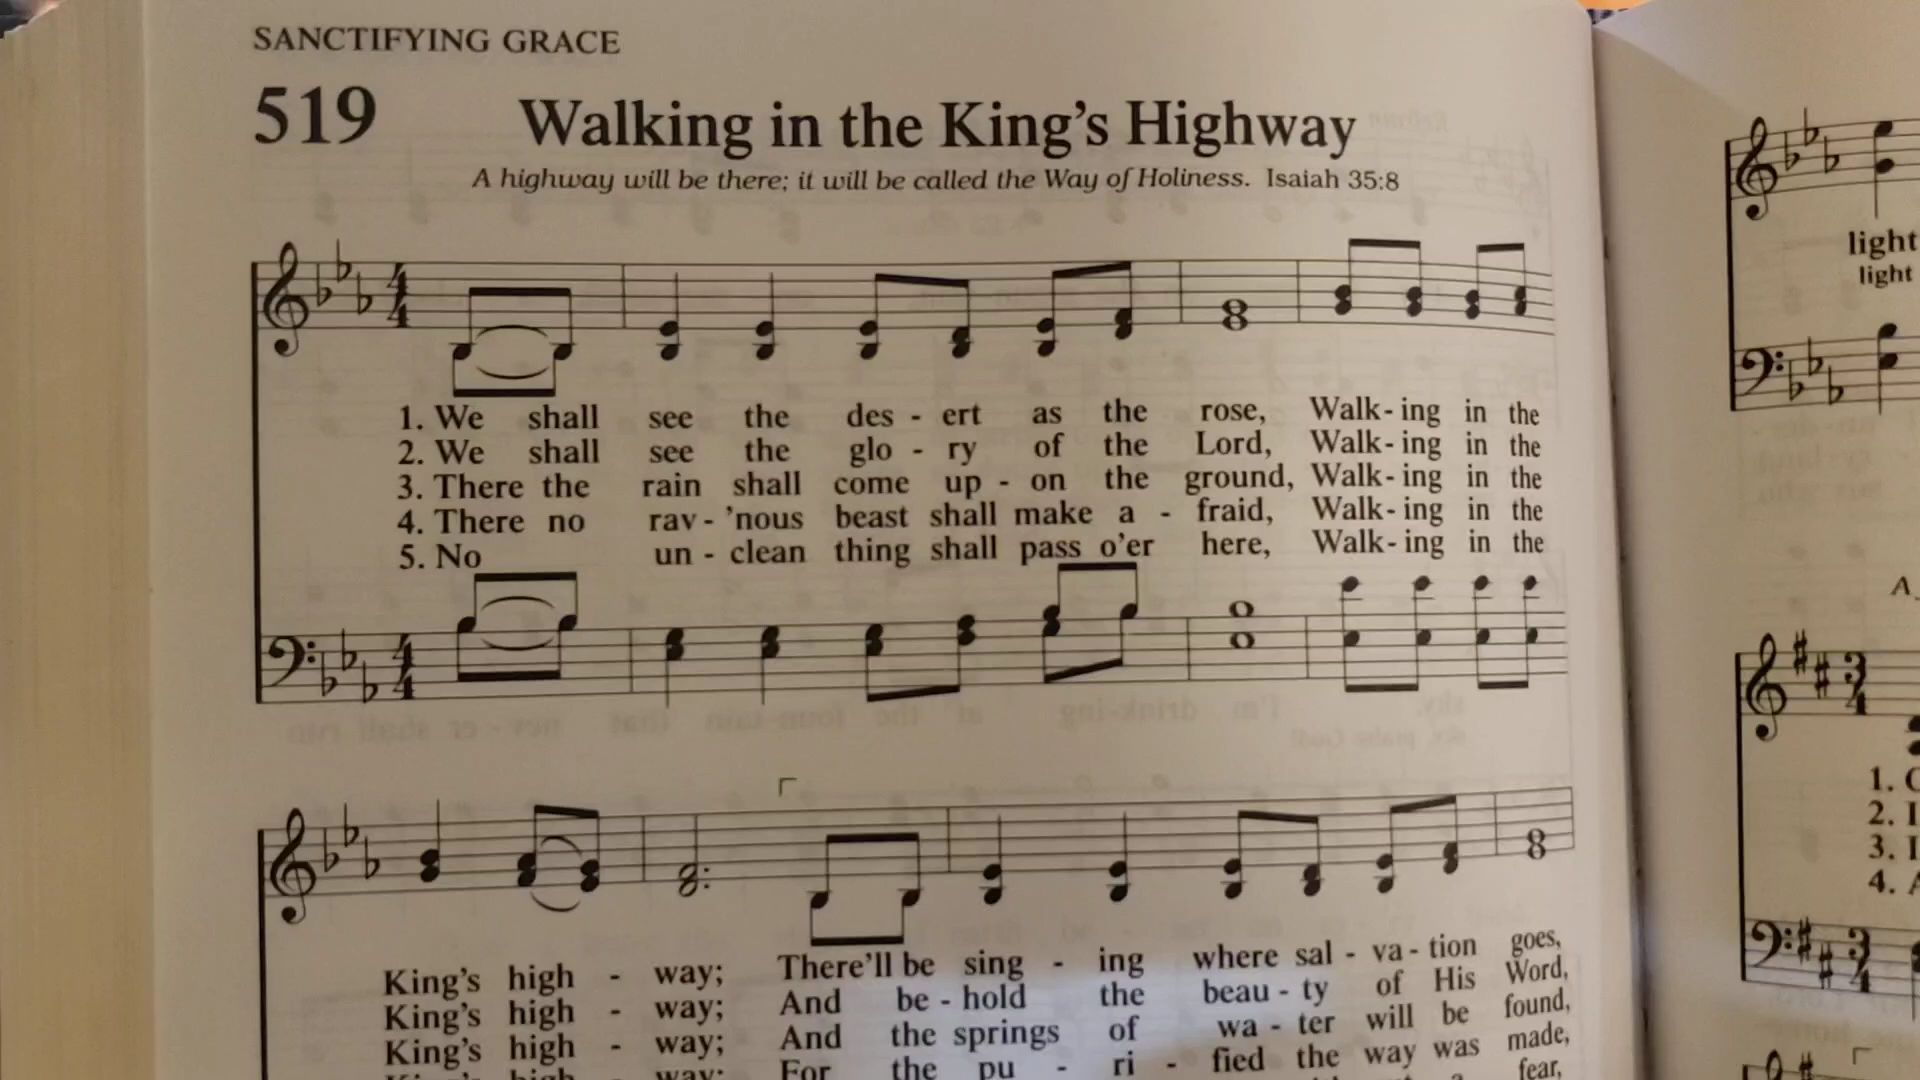 SANCTIFYING GRACE
519 Walking in the King's Highway
A highway will be there; it will be called the Way of Holiness. Isaiah 35:8
1. We shall see the des - ert as the rose, Walk - ing in the
2. We shall see the glo - ry of the Lord, Walk - ing in the
3. There the rain shall come up - on the ground, Walk - ing in the
4. There no rav - 'nous beast shall make a - fraid, Walk - ing in the
5. No un - clean thing shall pass o'er here, Walk - ing in the
King's high - way; There'll be sing - ing where sal - va - tion goes,
King's high - way; And be - hold the beau - ty of His Word,
King's high - way; And the springs of wa - ter will be found,
high - way; For the pu - ri - fied the way was made,
fear,
light
light
A
1.
2. I
3. I
4. A